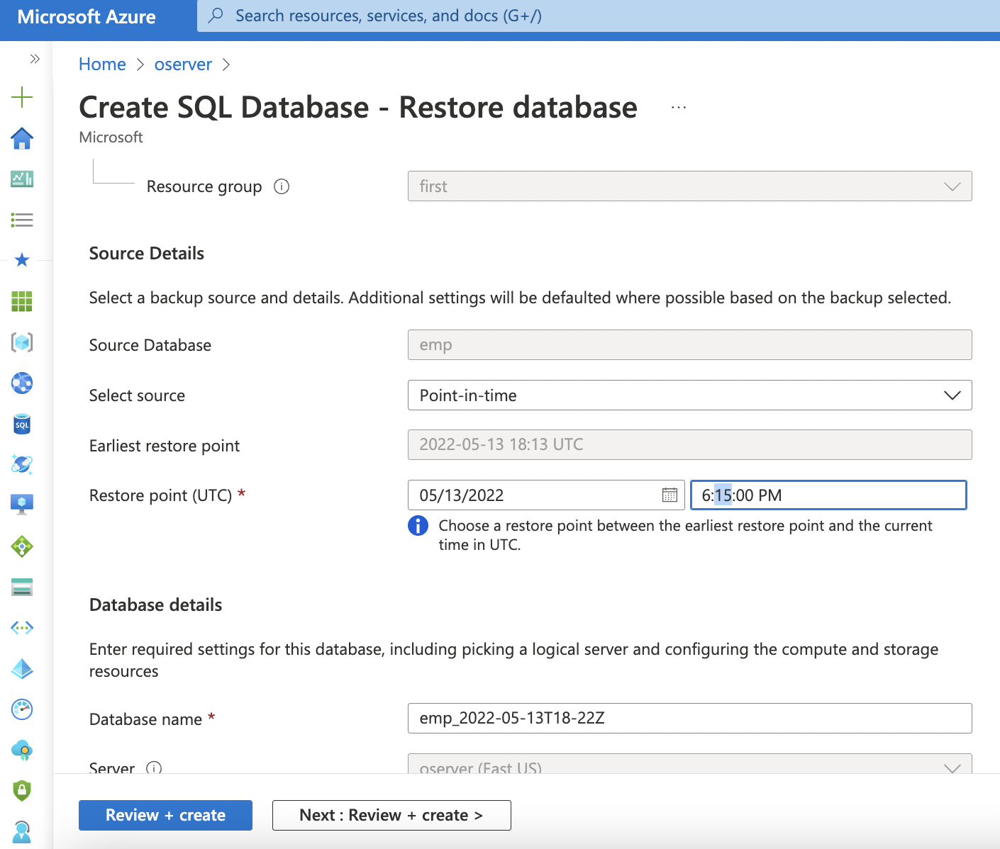 Microsoft Azure
Search resources, services, and docs (G+/)
Home > oserver >
Create SQL Database - Restore database ...
Microsoft
Resource group
first
Source Details
Select a backup source and details. Additional settings will be defaulted where possible based on the backup selected.
Source Database
emp
Select source
Point-in-time
Earliest restore point
2022-05-13 18:13 UTC
Restore point (UTC) *
05/13/2022
6:15:00 PM
Choose a restore point between the earliest restore point and the current
time in UTC.
Database details
Enter required settings for this database, including picking a logical server and configuring the compute and storage
resources
Database name *
emp_2022-05-13T18-22Z
Server
oserver (East US)
Review + create
Next : Review + create >
SQL